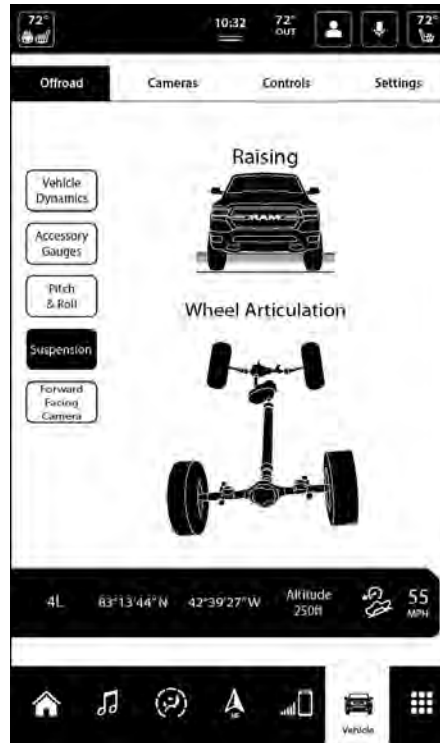 72° 10:32 72° OUT 72°
Offroad Cameras Controls Settings
Raising
RAM
Vehicle
Dynamics
Accessory
Gauges
Pitch
& Roll
Suspension
Forward
Facing
Camera
Wheel Articulation
4L 83°13'44"N 42°39'27"W Altitude
250ft
55
MPH
Vehicle